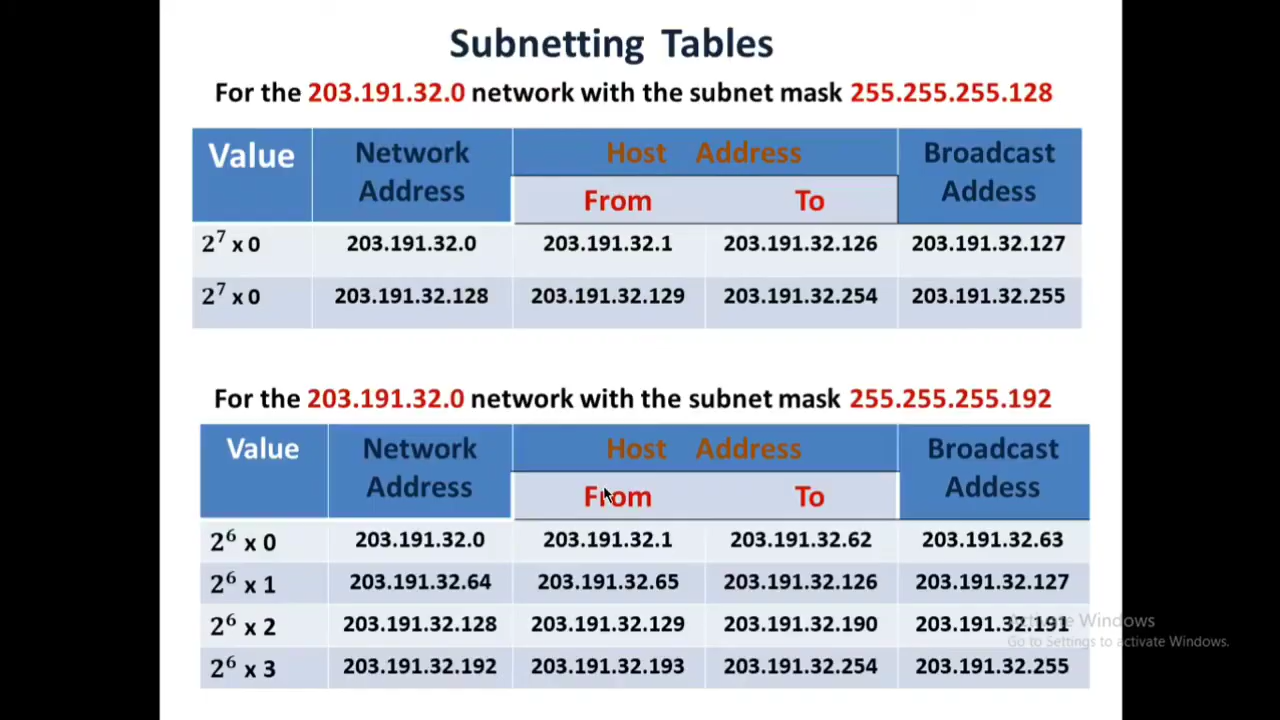 Subnetting Tables
For the 203.191.32.0 network with the subnet mask 255.255.255.128
Value Network Address Host Address Broadcast Addess
From To
2⁷ x 0 203.191.32.0 203.191.32.1 203.191.32.126 203.191.32.127
2⁷ x 0 203.191.32.128 203.191.32.129 203.191.32.254 203.191.32.255
For the 203.191.32.0 network with the subnet mask 255.255.255.192
Value Network Address Host Address Broadcast Addess
From To
2⁶ x 0 203.191.32.0 203.191.32.1 203.191.32.62 203.191.32.63
2⁶ x 1 203.191.32.64 203.191.32.65 203.191.32.126 203.191.32.127
2⁶ x 2 203.191.32.128 203.191.32.129 203.191.32.190 203.191.32.191
2⁶ x 3 203.191.32.192 203.191.32.193 203.191.32.254 203.191.32.255
Activate Windows
Go to Settings to activate Windows.